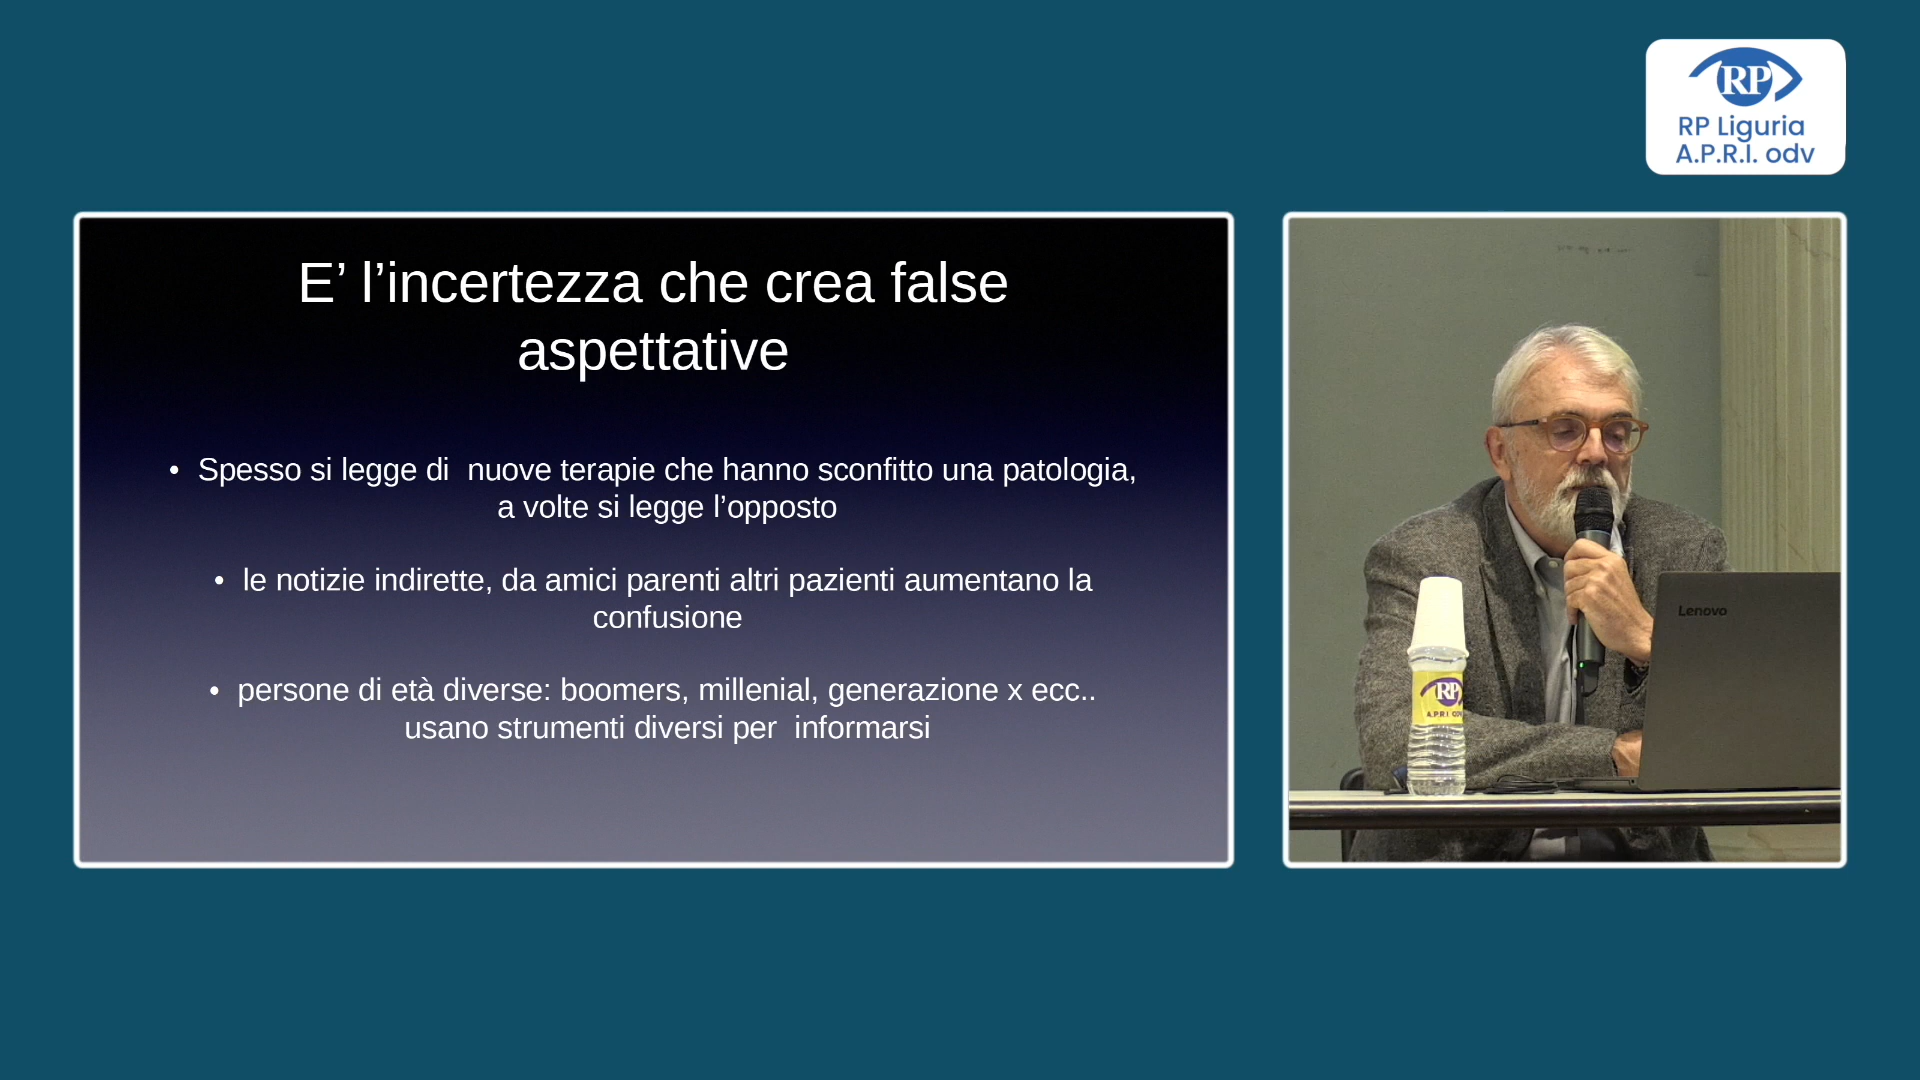 RP
RP Liguria
A.P.R.I. odv
E’ l’incertezza che crea false
aspettative
• Spesso si legge di  nuove terapie che hanno sconfitto una patologia,
a volte si legge l’opposto
• le notizie indirette, da amici parenti altri pazienti aumentano la
confusione
• persone di età diverse: boomers, millenial, generazione x ecc..
usano strumenti diversi per  informarsi
Lenovo
RP
A.P.R.I. ODV